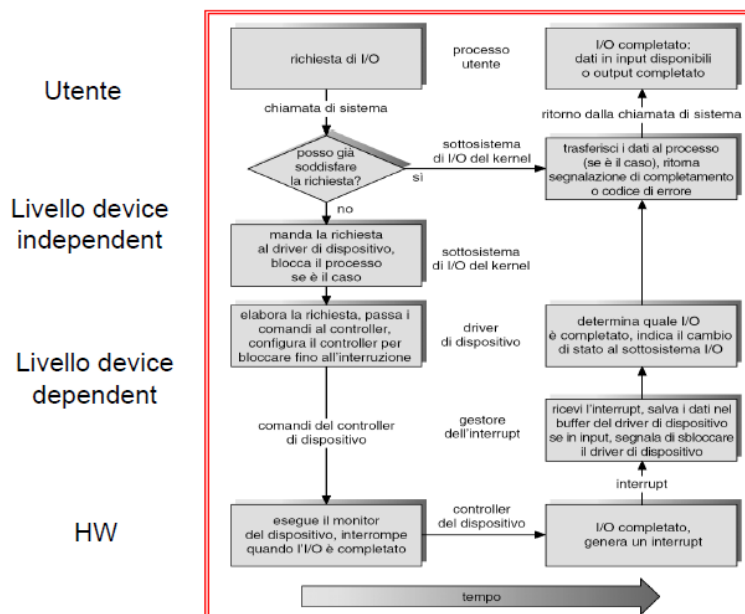 Utente
Livello device
independent
Livello device
dependent
HW
richiesta di I/O
processo
utente
I/O completato:
dati in input disponibili
o output completato
chiamata di sistema
ritorno dalla chiamata di sistema
posso già
soddisfare
la richiesta?
sì
no
sottosistema
di I/O del kernel
trasferisci i dati al processo
(se è il caso), ritorna
segnalazione di completamento
o codice di errore
manda la richiesta
al driver di dispositivo,
blocca il processo
se è il caso
sottosistema
di I/O del kernel
elabora la richiesta, passa i
comandi al controller,
configura il controller per
bloccare fino all'interruzione
driver
di dispositivo
determina quale I/O
è completato, indica il cambio
di stato al sottosistema I/O
comandi del controller
di dispositivo
gestore
dell'interrupt
ricevi l'interrupt, salva i dati nel
buffer del driver di dispositivo
se in input, segnala di sbloccare
il driver di dispositivo
interrupt
esegue il monitor
del dispositivo, interrompe
quando l'I/O è completato
controller
del dispositivo
I/O completato,
genera un interrupt
tempo